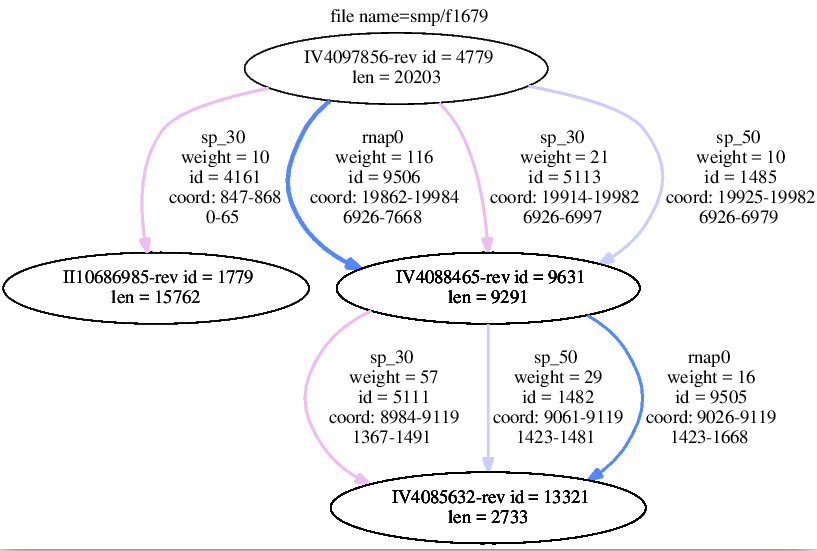 file name=smp/f1679
IV4097856-rev id = 4779
len = 20203
sp_30
weight = 10
id = 4161
coord: 847-868
0-65
rnap0
weight = 116
id = 9506
coord: 19862-19984
6926-7668
sp_30
weight = 21
id = 5113
coord: 19914-19982
6926-6997
sp_50
weight = 10
id = 1485
coord: 19925-19982
6926-6979
II10686985-rev id = 1779
len = 15762
IV4088465-rev id = 9631
len = 9291
sp_30
weight = 57
id = 5111
coord: 8984-9119
1367-1491
sp_50
weight = 29
id = 1482
coord: 9061-9119
1423-1481
rnap0
weight = 16
id = 9505
coord: 9026-9119
1423-1668
IV4085632-rev id = 13321
len = 2733